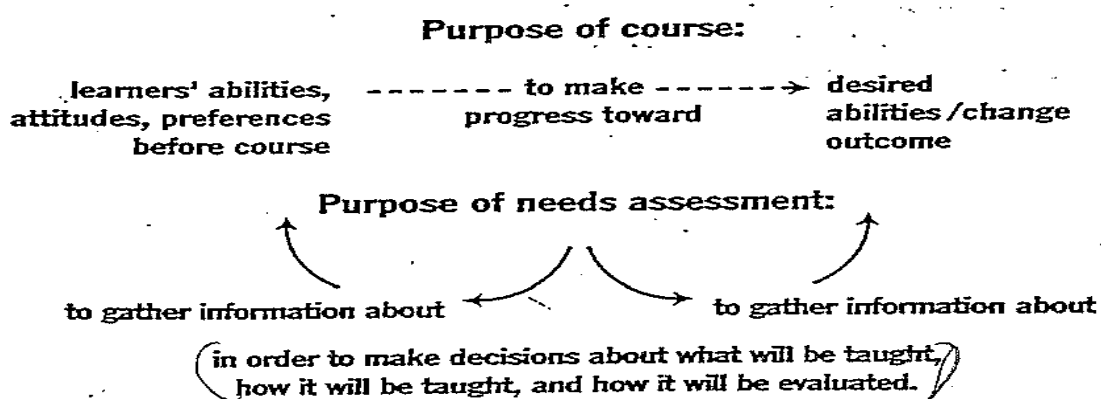 Purpose of course:
learners' abilities,
attitudes, preferences
before course
to make
progress toward
desired
abilities/change
outcome
Purpose of needs assessment:
to gather information about
to gather information about
in order to make decisions about what will be taught,
how it will be taught, and how it will be evaluated.